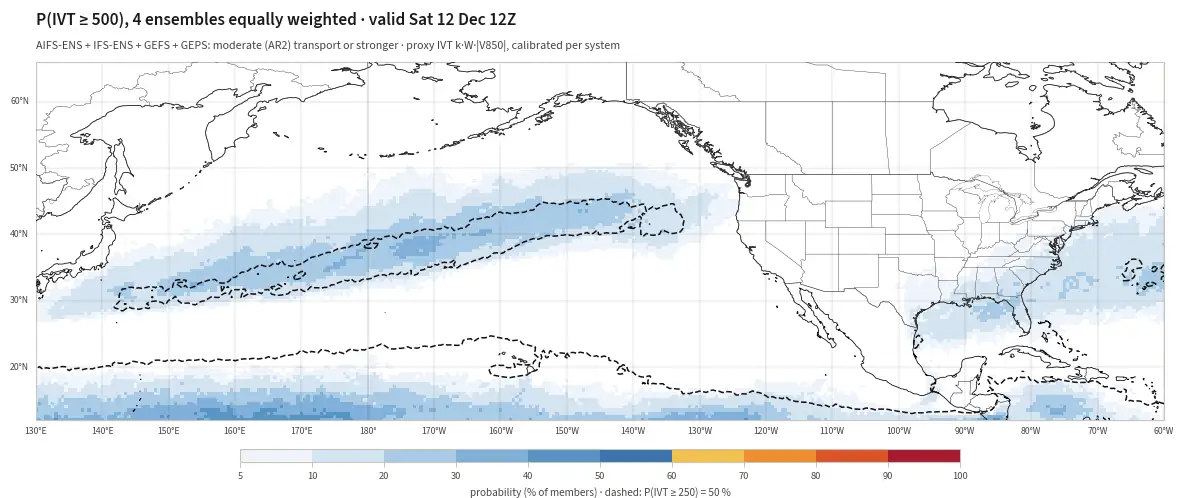 P(IVT ≥ 500), 4 ensembles equally weighted · valid Sat 12 Dec 12Z
AIFS-ENS + IFS-ENS + GEFS + GEPS: moderate (AR2) transport or stronger · proxy IVT k·W·|V850|, calibrated per system
60°N
50°N
40°N
30°N
20°N
130°E 140°E 150°E 160°E 170°E 180° 170°W 160°W 150°W 140°W 130°W 120°W 110°W 100°W 90°W 80°W 70°W 60°W
5 10 20 30 40 50 60 70 80 90 100
probability (% of members) · dashed: P(IVT ≥ 250) = 50 %